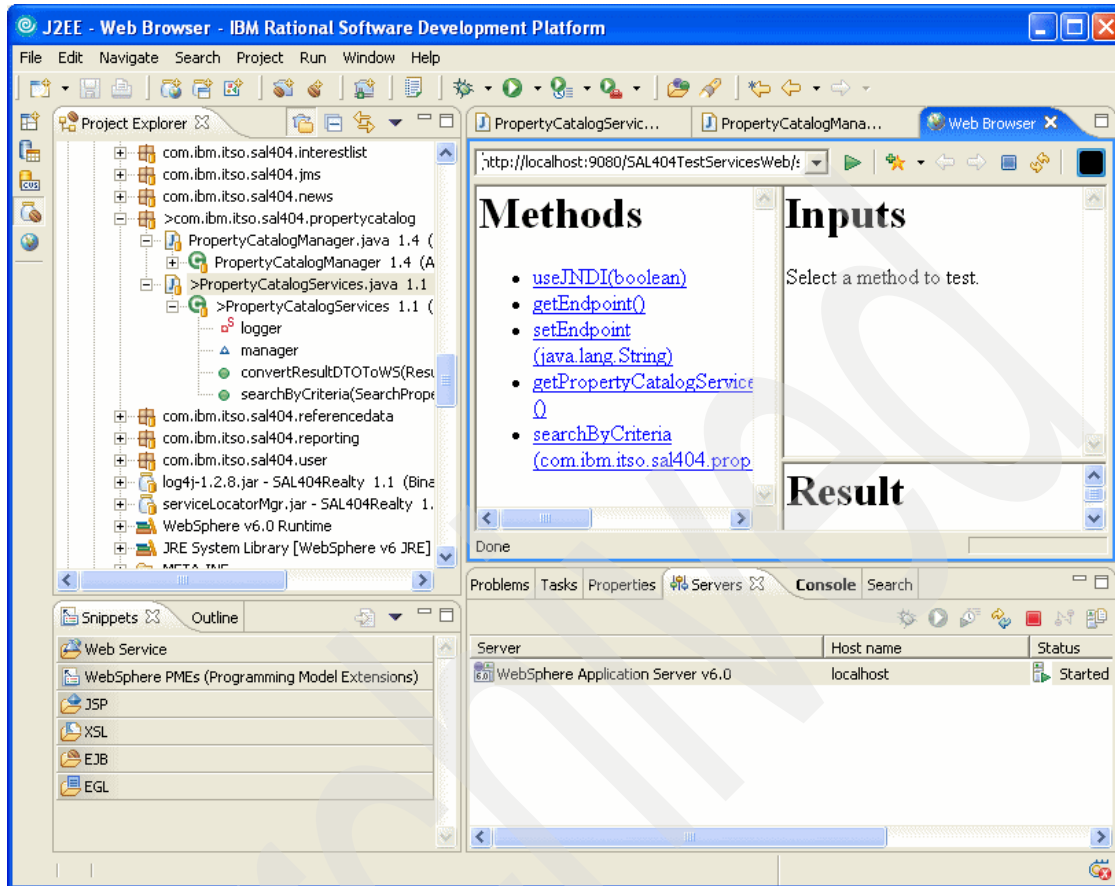 J2EE - Web Browser - IBM Rational Software Development Platform
File Edit Navigate Search Project Run Window Help
Project Explorer
com.ibm.itso.sal404.interestlist
com.ibm.itso.sal404.jms
com.ibm.itso.sal404.news
>com.ibm.itso.sal404.propertycatalog
PropertyCatalogManager.java 1.4 (
PropertyCatalogManager 1.4 (A
>PropertyCatalogServices.java 1.1
>PropertyCatalogServices 1.1 (
logger
manager
convertResultDTOToWS(Resu
searchByCriteria(SearchPrope
com.ibm.itso.sal404.referencedata
com.ibm.itso.sal404.reporting
com.ibm.itso.sal404.user
log4j-1.2.8.jar - SAL404Realty 1.1 (Bina
serviceLocatorMgr.jar - SAL404Realty 1.
WebSphere v6.0 Runtime
JRE System Library [WebSphere v6 JRE]
META-INF
PropertyCatalogServic...
PropertyCatalogMana...
Web Browser
http://localhost:9080/SAL404TestServicesWeb/s
Methods
useJNDI(boolean)
getEndpoint()
setEndpoint
(java.lang.String)
getPropertyCatalogService
()
searchByCriteria
(com.ibm.itso.sal404.prop
Inputs
Select a method to test.
Result
Done
Snippets Outline
Web Service
WebSphere PMEs (Programming Model Extensions)
JSP
XSL
EJB
EGL
Problems Tasks Properties Servers Console Search
Server Host name Status
WebSphere Application Server v6.0 localhost Started